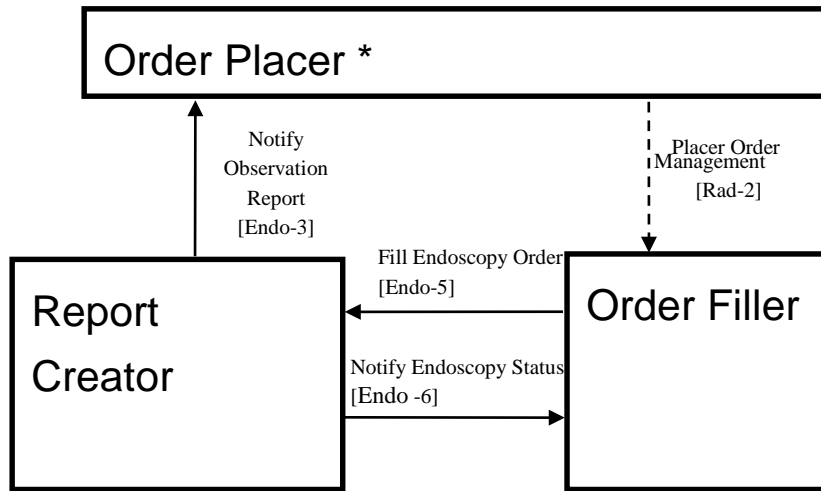 Order Placer *
Notify
Observation
Report
[Endo-3]
Placer Order
Management
[Rad-2]
Fill Endoscopy Order
[Endo-5]
Report
Creator
Order Filler
Notify Endoscopy Status
[Endo -6]